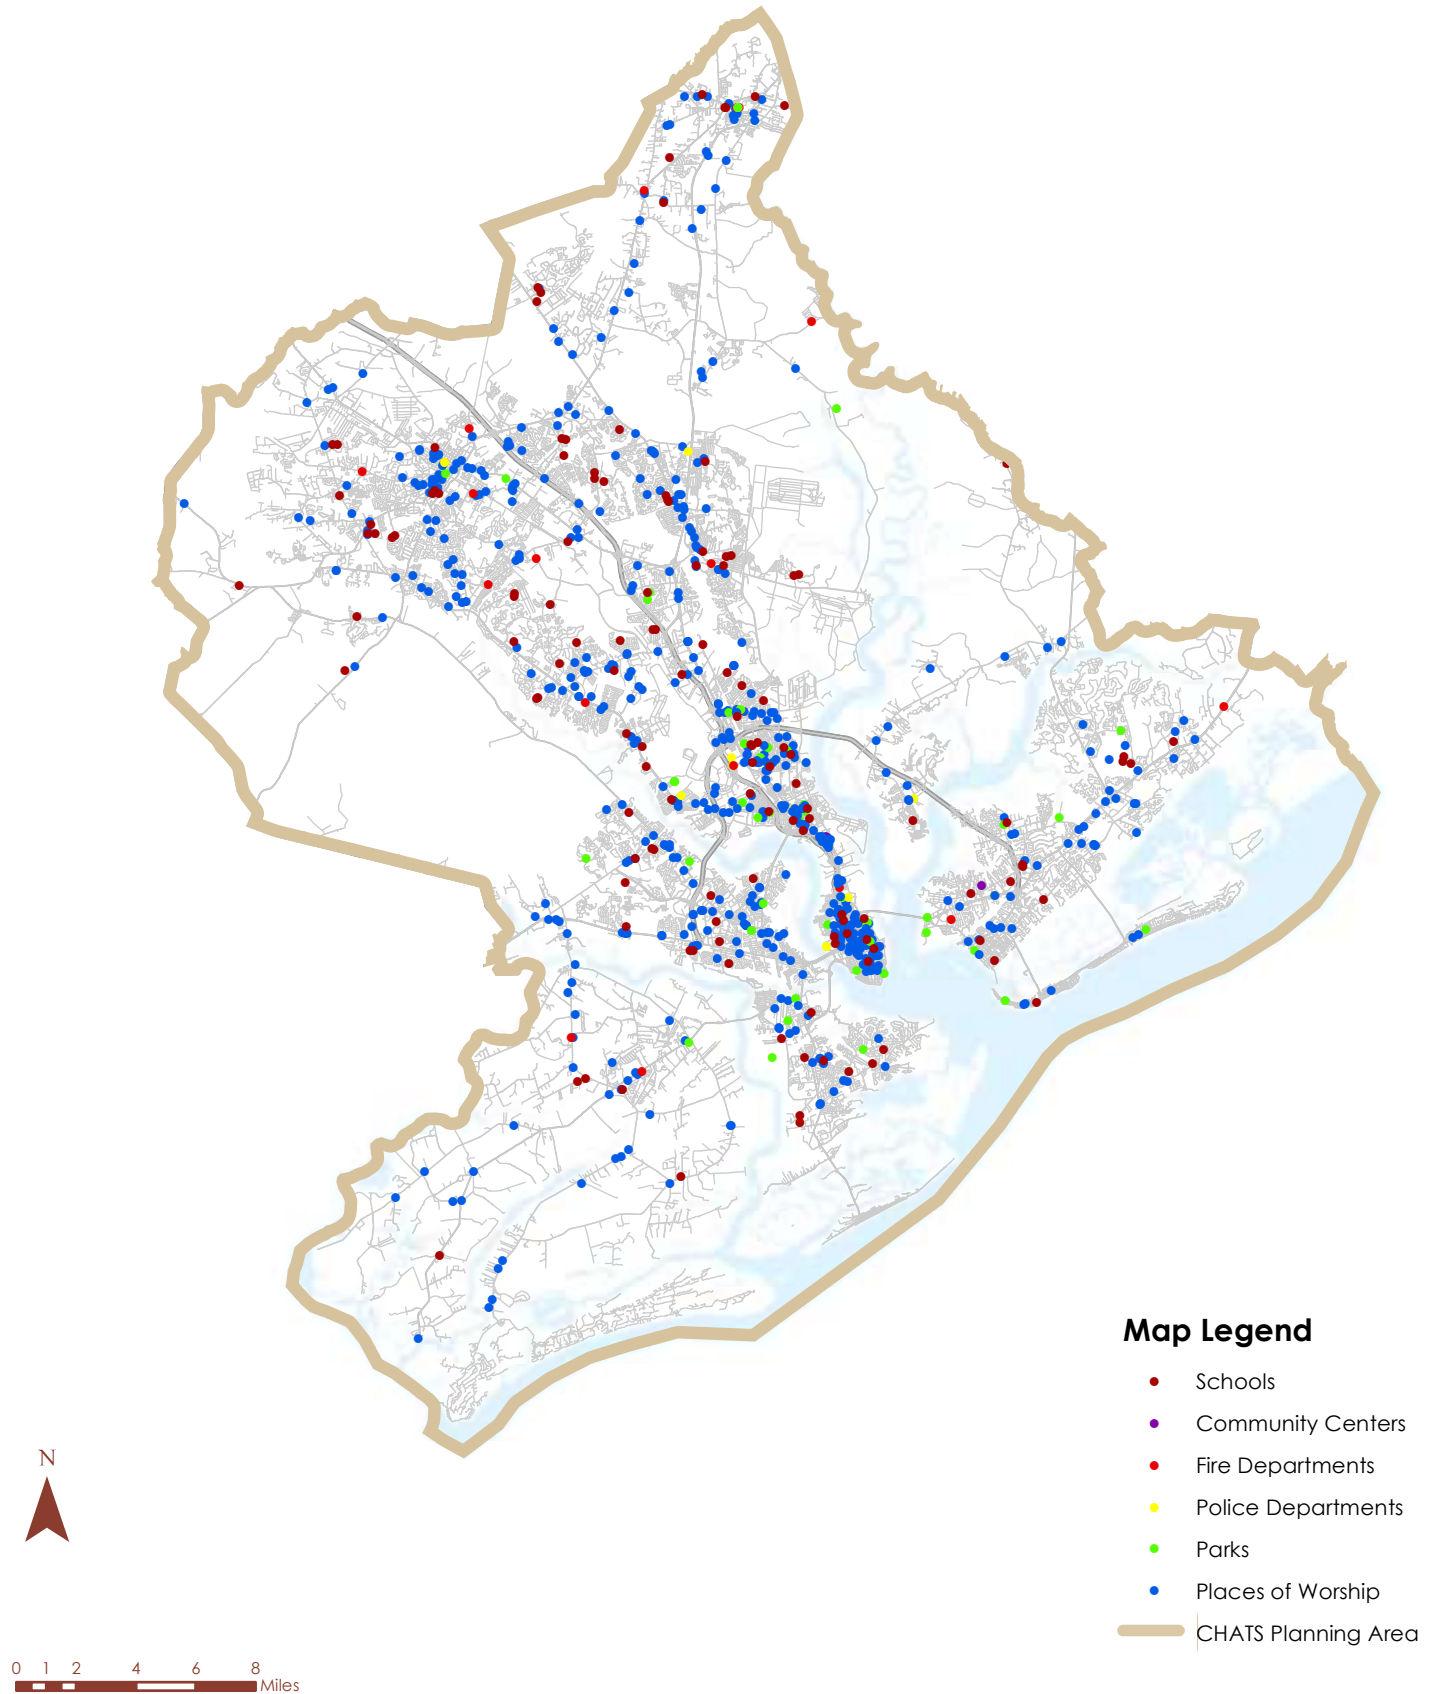 Map Legend
Schools
Community Centers
Fire Departments
Police Departments
Parks
Places of Worship
CHATS Planning Area
N
0 1 2 4 6 8
Miles